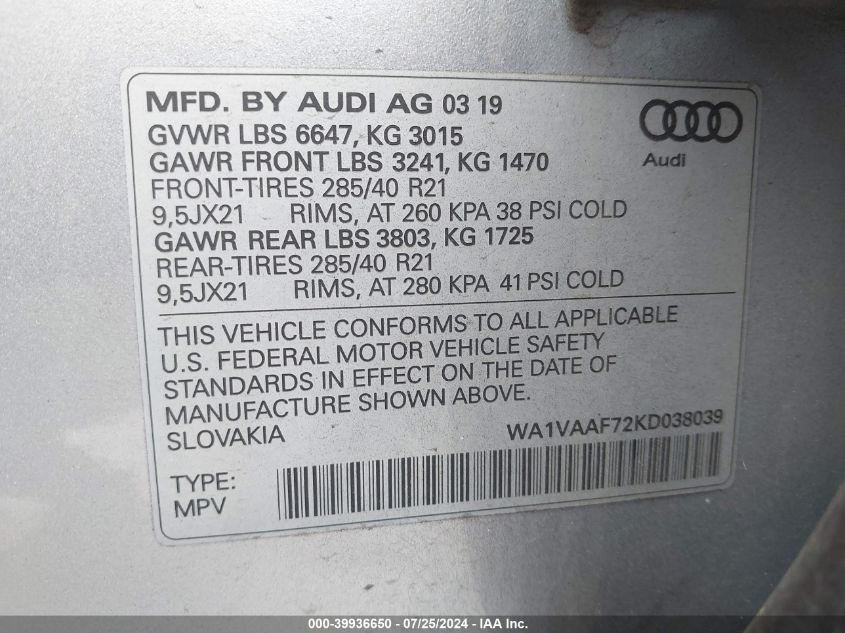 MFD. BY AUDI AG 03 19
GVWR LBS 6647, KG 3015
GAWR FRONT LBS 3241, KG 1470
FRONT-TIRES 285/40 R21
9,5JX21 RIMS, AT 260 KPA 38 PSI COLD
GAWR REAR LBS 3803, KG 1725
REAR-TIRES 285/40 R21
9,5JX21 RIMS, AT 280 KPA 41 PSI COLD
Audi
THIS VEHICLE CONFORMS TO ALL APPLICABLE
U.S. FEDERAL MOTOR VEHICLE SAFETY
STANDARDS IN EFFECT ON THE DATE OF
MANUFACTURE SHOWN ABOVE.
SLOVAKIA WA1VAAF72KD038039
TYPE:
MPV
000-39936650 - 07/25/2024 - IAA Inc.